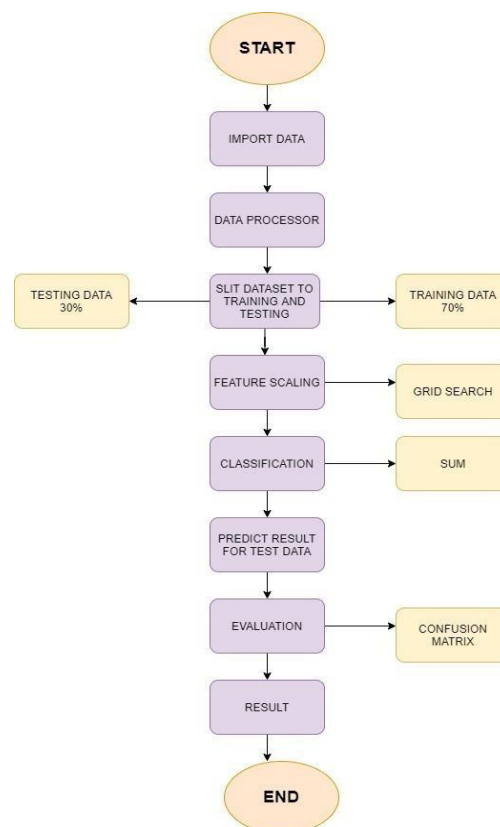 START
IMPORT DATA
DATA PROCESSOR
TESTING DATA
30%
SLIT DATASET TO
TRAINING AND
TESTING
TRAINING DATA
70%
FEATURE SCALING
GRID SEARCH
CLASSIFICATION
SUM
PREDICT RESULT
FOR TEST DATA
EVALUATION
CONFUSION
MATRIX
RESULT
END